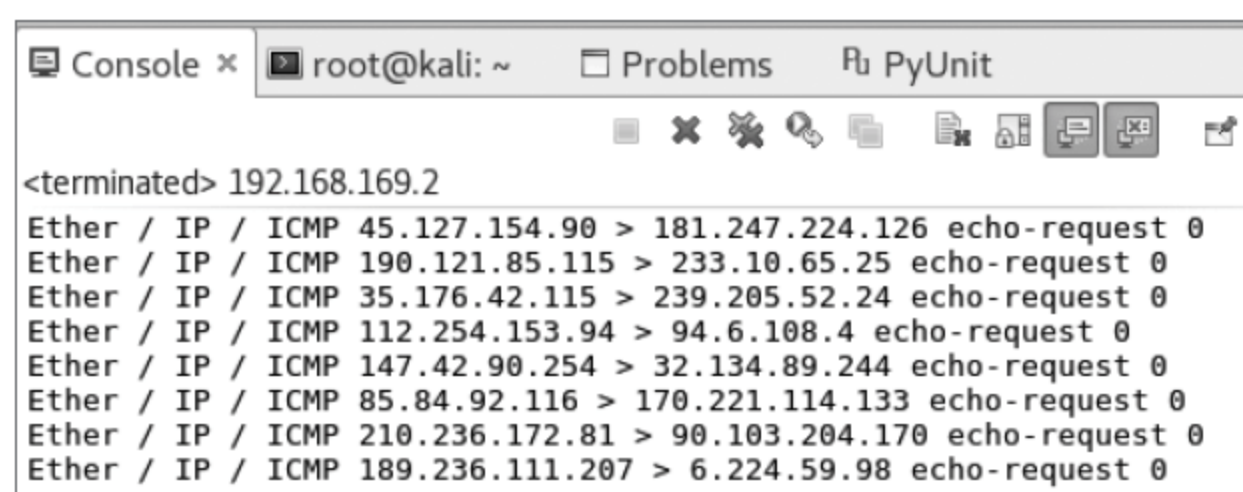 Console root@kali: ~ Problems PyUnit
<terminated> 192.168.169.2
Ether / IP / ICMP 45.127.154.90 > 181.247.224.126 echo-request 0
Ether / IP / ICMP 190.121.85.115 > 233.10.65.25 echo-request 0
Ether / IP / ICMP 35.176.42.115 > 239.205.52.24 echo-request 0
Ether / IP / ICMP 112.254.153.94 > 94.6.108.4 echo-request 0
Ether / IP / ICMP 147.42.90.254 > 32.134.89.244 echo-request 0
Ether / IP / ICMP 85.84.92.116 > 170.221.114.133 echo-request 0
Ether / IP / ICMP 210.236.172.81 > 90.103.204.170 echo-request 0
Ether / IP / ICMP 189.236.111.207 > 6.224.59.98 echo-request 0